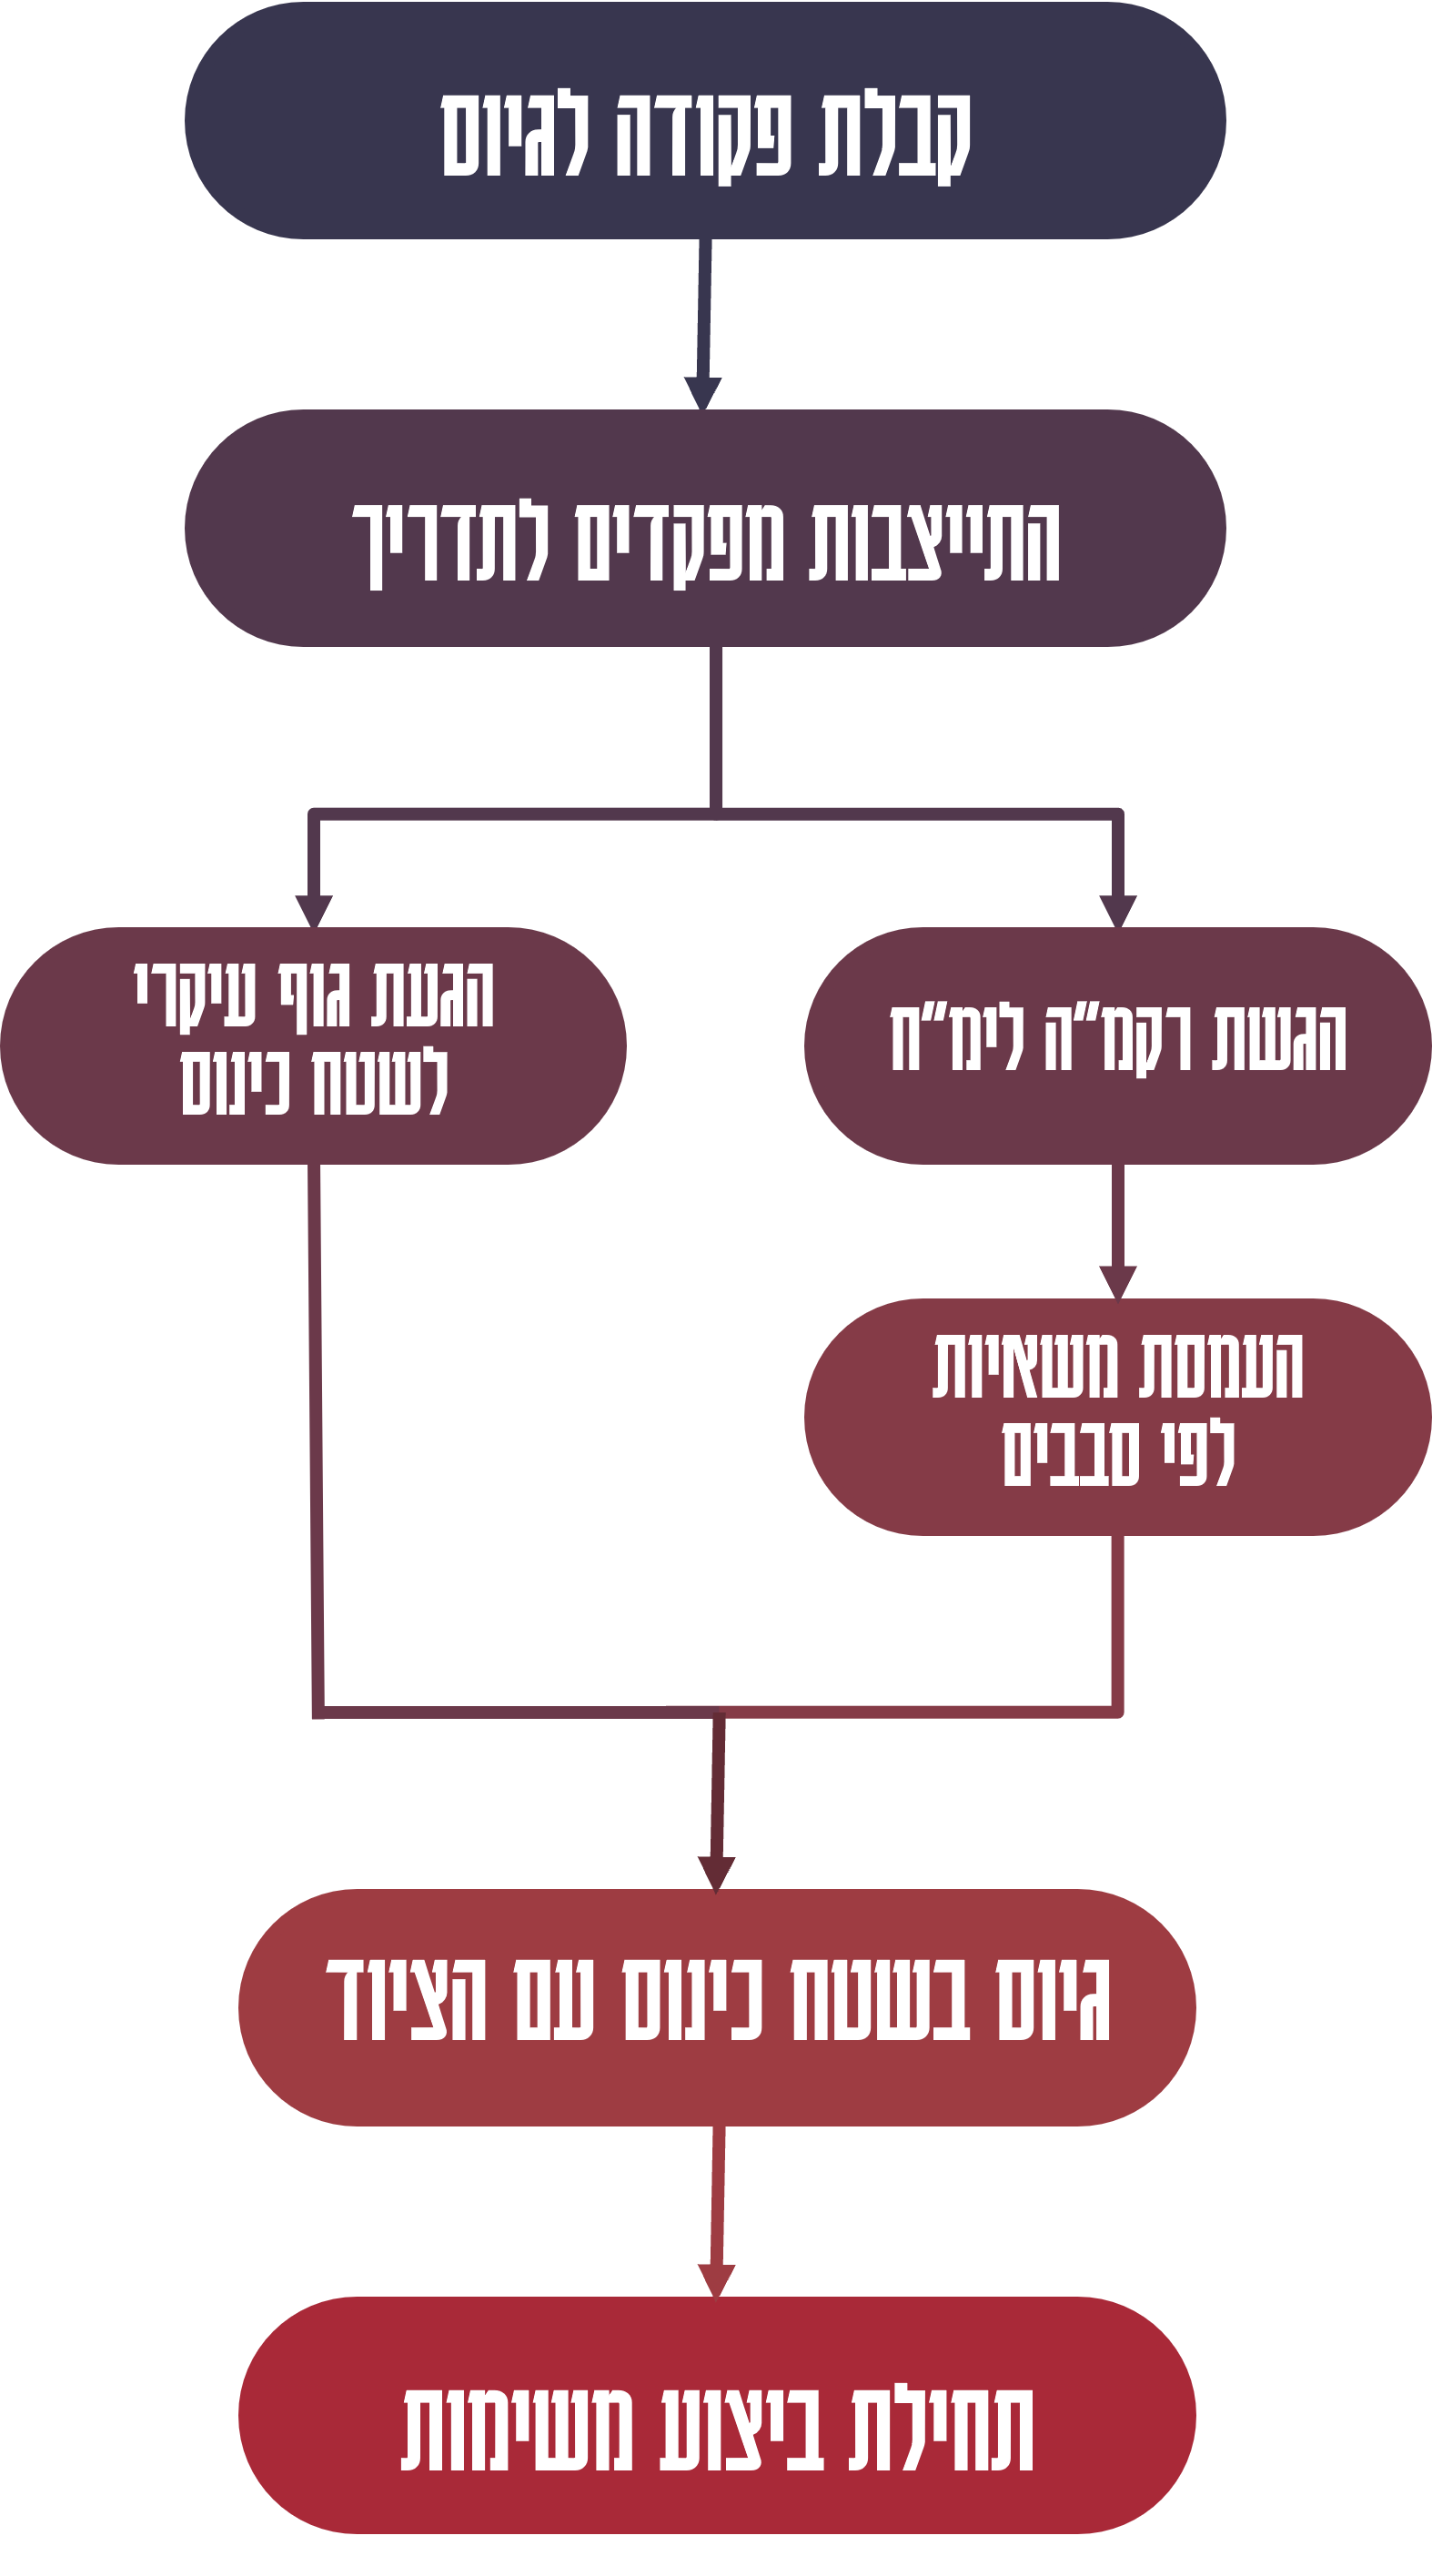 קבלת פקודה לגיוס
התייצבות מפקדים לתדריך
הגשת רקמ"ה לימ"ח
הגעת גוף עיקרי
לשטח כינוס
העמסת משאיות
לפי סבבים
גיוס בשטח כינוס עם הציוד
תחילת ביצוע משימות